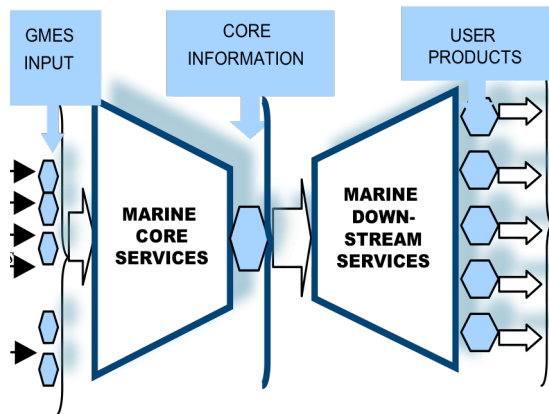 GMES
INPUT
CORE
INFORMATION
USER
PRODUCTS
MARINE
CORE
SERVICES
MARINE
DOWN-
STREAM
SERVICES